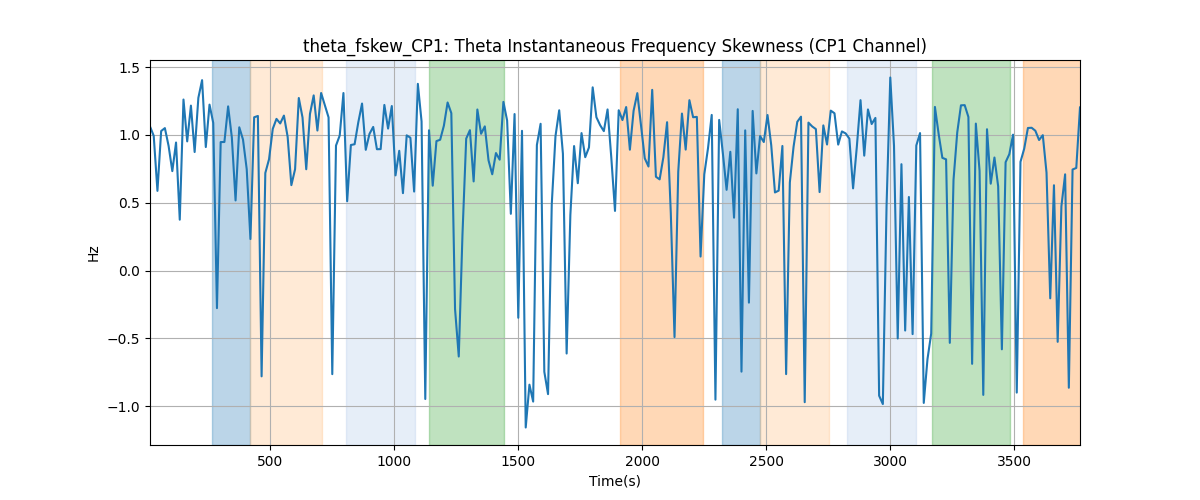 theta_fskew_CP1: Theta Instantaneous Frequency Skewness (CP1 Channel)
1.5
1.0
0.5
0.0
−0.5
−1.0
Hz
500 1000 1500 2000 2500 3000 3500
Time(s)